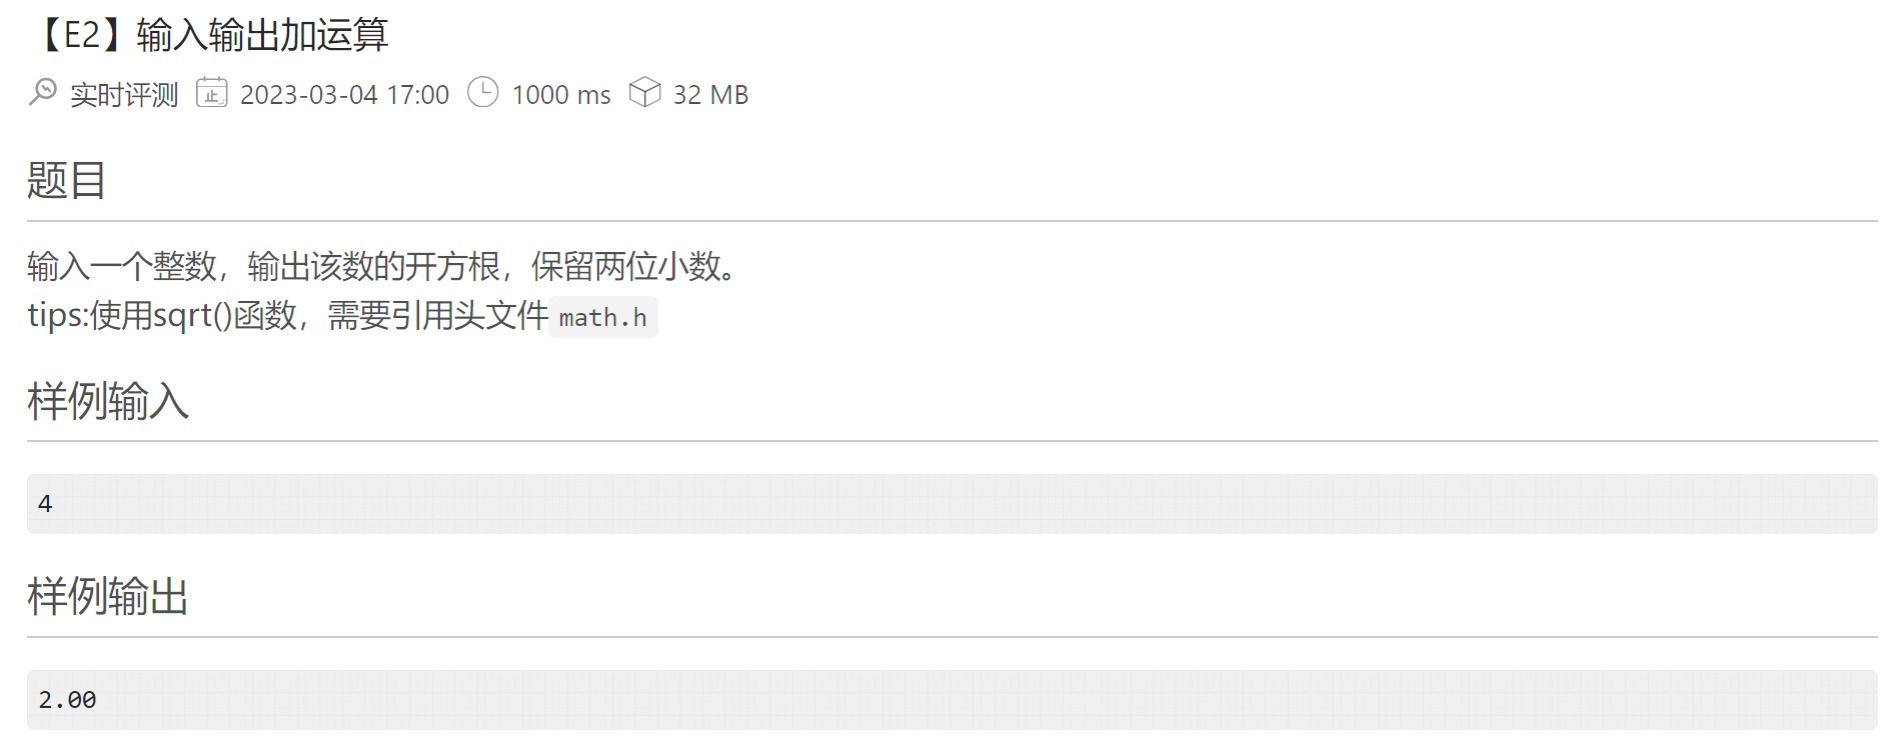 【E2】输入输出加运算
实时评测 止 2023-03-04 17:00 1000 ms 32 MB
题目
输入一个整数，输出该数的开方根，保留两位小数。
tips:使用sqrt()函数，需要引用头文件math.h
样例输入
4
样例输出
2.00